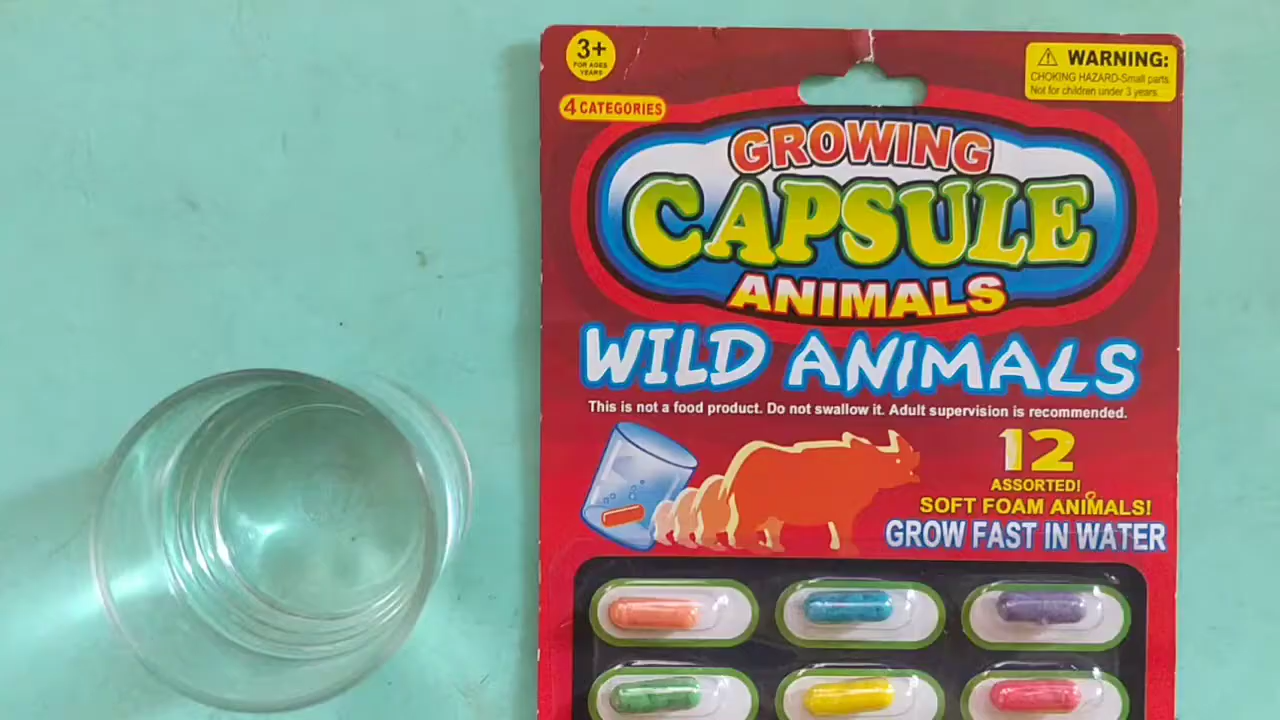 3+
FOR AGES
YEARS
4 CATEGORIES
⚠ WARNING:
CHOKING HAZARD-Small parts.
Not for children under 3 years.
GROWING
CAPSULE
ANIMALS
WILD ANIMALS
This is not a food product. Do not swallow it. Adult supervision is recommended.
12
ASSORTED!
SOFT FOAM ANIMALS!
GROW FAST IN WATER